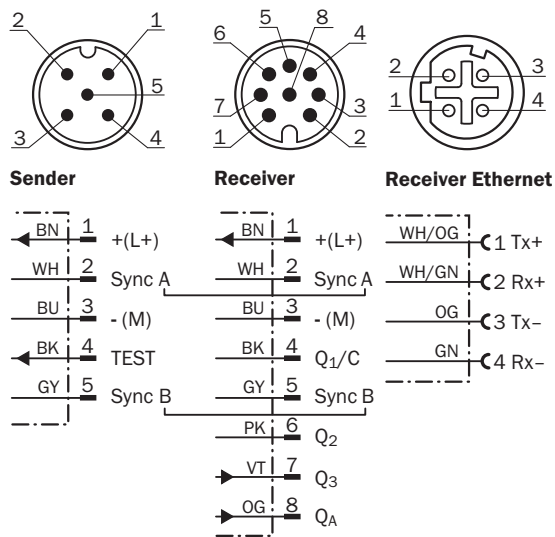 2 1
5
3 4
5 8
6 4
7 3
1 2
2 3
1 4
Sender
BN 1 +(L+)
WH 2 Sync A
BU 3 - (M)
BK 4 TEST
GY 5 Sync B
Receiver
BN 1 +(L+)
WH 2 Sync A
BU 3 - (M)
BK 4 Q1/C
GY 5 Sync B
PK 6 Q2
VT 7 Q3
OG 8 QA
Receiver Ethernet
WH/OG 1 Tx+
WH/GN 2 Rx+
OG 3 Tx–
GN 4 Rx–